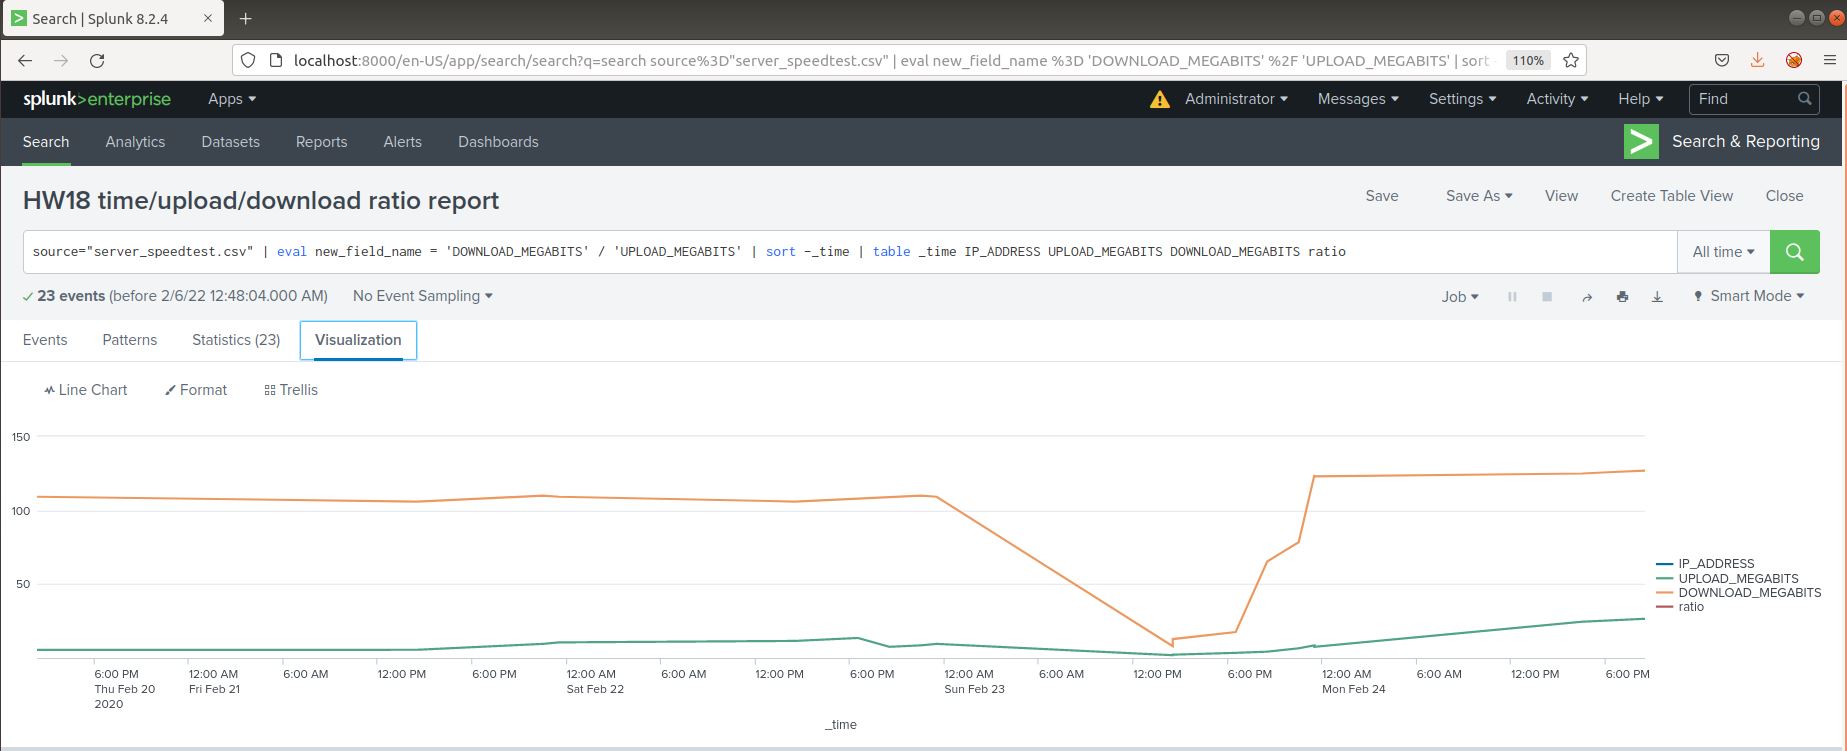 Search | Splunk 8.2.4 × +
localhost:8000/en-US/app/search/search?q=search source%3D"server_speedtest.csv" | eval new_field_name %3D 'DOWNLOAD_MEGABITS' %2F 'UPLOAD_MEGABITS' | sort 110%
splunk>enterprise Apps Administrator Messages Settings Activity Help Find
Search Analytics Datasets Reports Alerts Dashboards > Search & Reporting
HW18 time/upload/download ratio report Save Save As View Create Table View Close
source="server_speedtest.csv" | eval new_field_name = 'DOWNLOAD_MEGABITS' / 'UPLOAD_MEGABITS' | sort -_time | table _time IP_ADDRESS UPLOAD_MEGABITS DOWNLOAD_MEGABITS ratio All time
23 events (before 2/6/22 12:48:04.000 AM) No Event Sampling Job Smart Mode
Events Patterns Statistics (23) Visualization
Line Chart Format Trellis
150
100
50
IP_ADDRESS
UPLOAD_MEGABITS
DOWNLOAD_MEGABITS
ratio
6:00 PM 12:00 AM 6:00 AM 12:00 PM 6:00 PM 12:00 AM 6:00 AM 12:00 PM 6:00 PM 12:00 AM 6:00 AM 12:00 PM 6:00 PM 12:00 AM 6:00 AM 12:00 PM 6:00 PM
Thu Feb 20 Fri Feb 21 Sat Feb 22 Sun Feb 23 Mon Feb 24
2020
_time